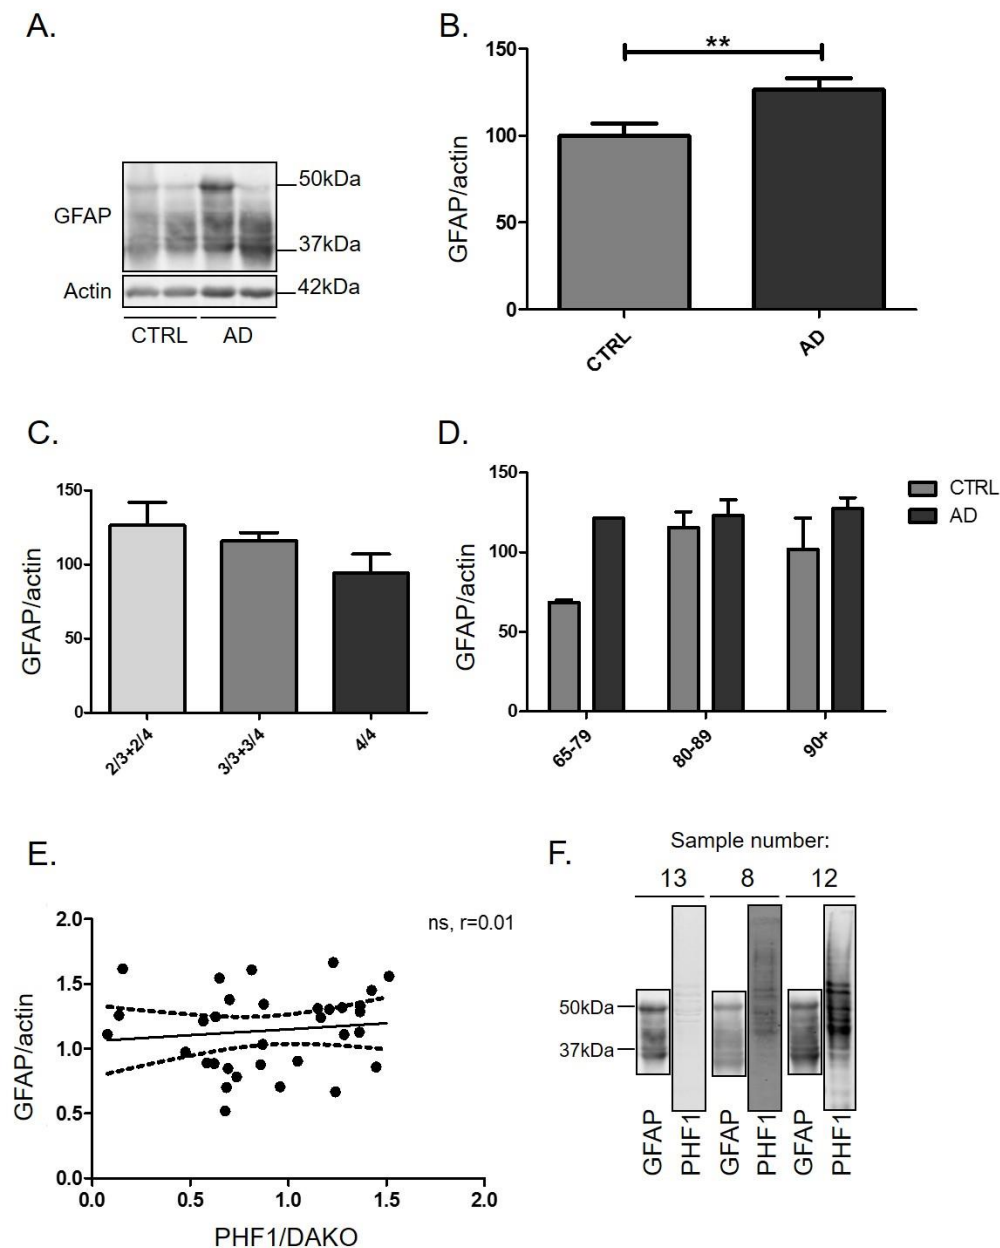 A.
GFAP
50kDa
37kDa
Actin
42kDa
CTRL AD
B.
GFAP/actin
150
100
50
0
**
CTRL AD
C.
GFAP/actin
150
100
50
0
2/3+2/4 3/3+3/4 4/4
D.
GFAP/actin
150
100
50
0
65-79 80-89 90+
CTRL
AD
E.
GFAP/actin
2.0
1.5
1.0
0.5
0.0
0.0 0.5 1.0 1.5 2.0
PHF1/DAKO
ns, r=0.01
F.
Sample number:
13 8 12
50kDa
37kDa
GFAP PHF1 GFAP PHF1 GFAP PHF1